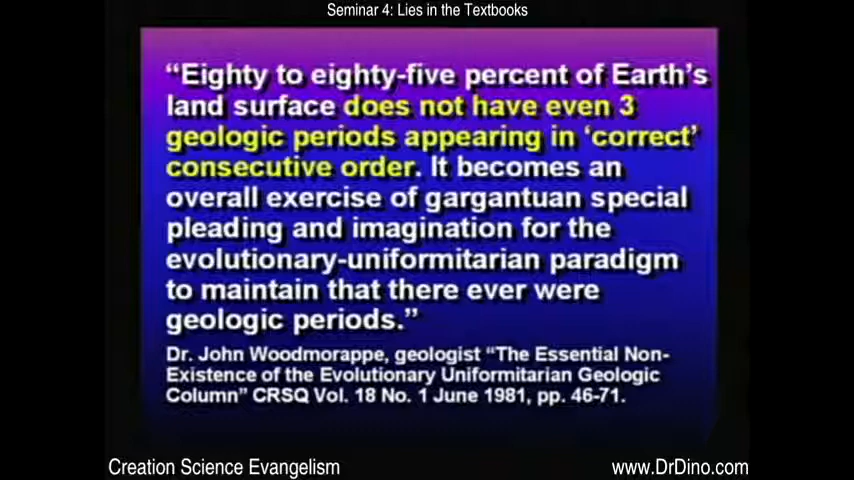 Seminar 4: Lies in the Textbooks
“Eighty to eighty-five percent of Earth’s
land surface does not have even 3
geologic periods appearing in ‘correct’
consecutive order. It becomes an
overall exercise of gargantuan special
pleading and imagination for the
evolutionary-uniformitarian paradigm
to maintain that there ever were
geologic periods.”
Dr. John Woodmorappe, geologist “The Essential Non-
Existence of the Evolutionary Uniformitarian Geologic
Column” CRSQ Vol. 18 No. 1 June 1981, pp. 46-71.
Creation Science Evangelism
www.DrDino.com